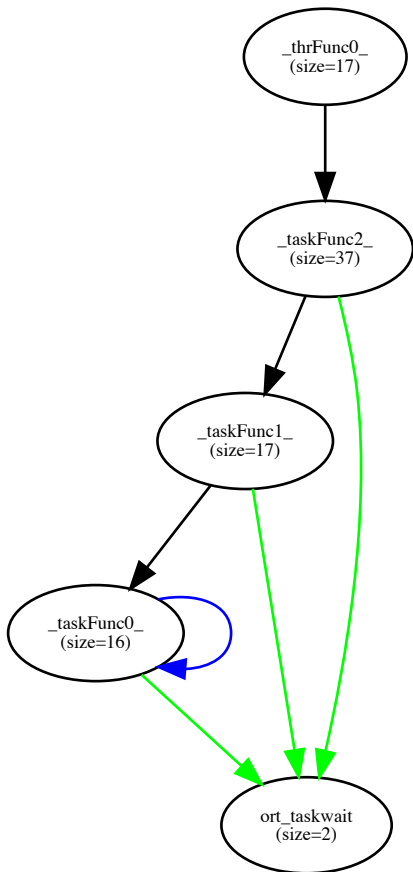 _thrFunc0_
(size=17)
_taskFunc2_
(size=37)
_taskFunc1_
(size=17)
_taskFunc0_
(size=16)
ort_taskwait
(size=2)